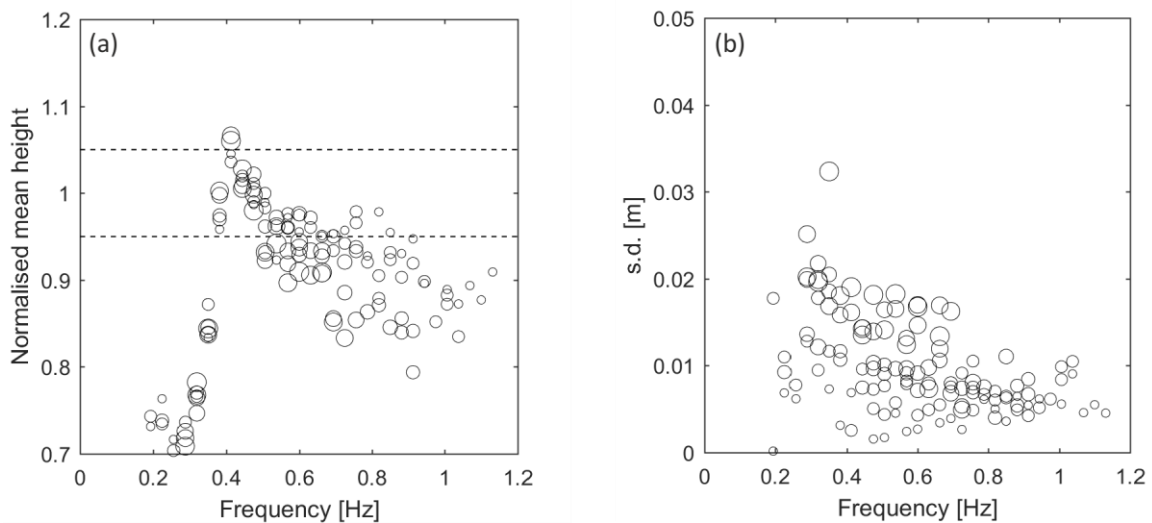 (a)
Normalised mean height
1.2
1.1
1
0.9
0.8
0.7
0 0.2 0.4 0.6 0.8 1 1.2
Frequency [Hz]
(b)
s.d. [m]
0.05
0.04
0.03
0.02
0.01
0
0 0.2 0.4 0.6 0.8 1 1.2
Frequency [Hz]